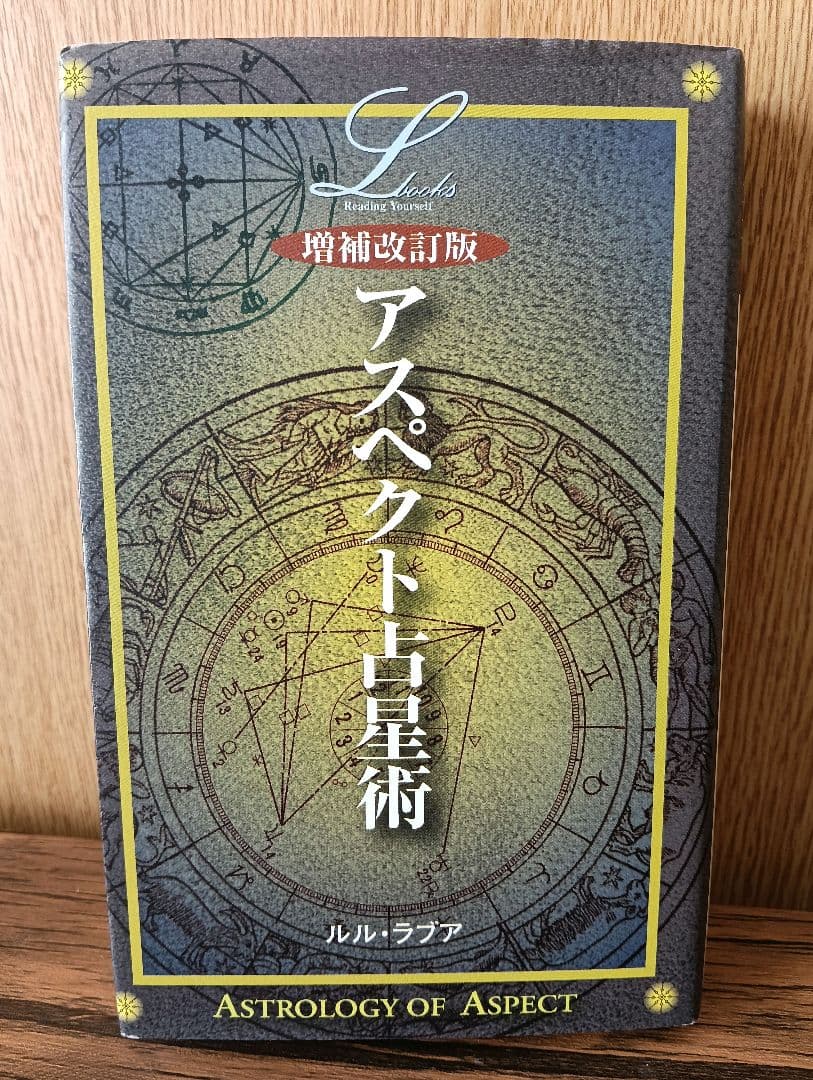 L books
Reading Yourself
増補改訂版
アスペクト占星術
ルル・ラブア
ASTROLOGY OF ASPECT